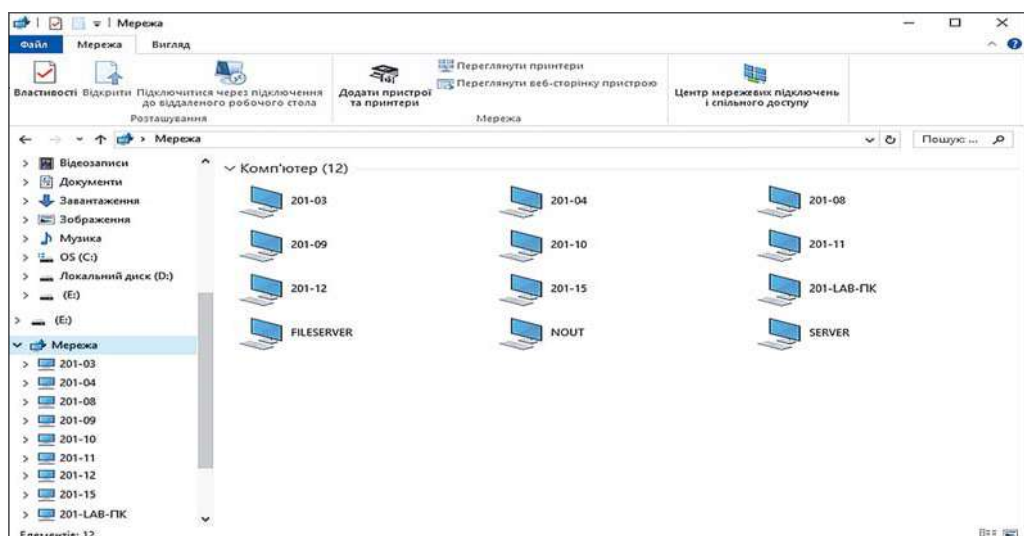 Мережа
Файл Мережа Вигляд
Властивості Відкрити Підключитися через підключення до віддаленого робочого стола
Додати пристрої та принтери
Переглянути принтери
Переглянути веб-сторінку пристрою
Центр мережевих підключень і спільного доступу
Розташування Мережа
Мережа Пошук: ...
Відеозаписи
Документи
Завантаження
Зображення
Музика
OS (C:)
Локальний диск (D:)
(E:)
(E:)
Мережа
201-03
201-04
201-08
201-09
201-10
201-11
201-12
201-15
201-LAB-ПК
Комп'ютер (12)
201-03 201-04 201-08
201-09 201-10 201-11
201-12 201-15 201-LAB-ПК
FILESERVER NOUT SERVER
Елементів: 12